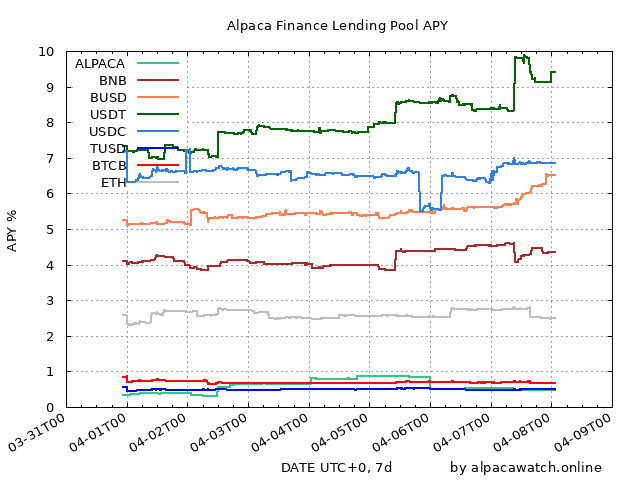 Alpaca Finance Lending Pool APY
10
9
8
7
6
5
4
3
2
1
0
APY %
ALPACA
BNB
BUSD
USDT
USDC
TUSD
BTCB
ETH
03-31T00
04-01T00
04-02T00
04-03T00
04-04T00
04-05T00
04-06T00
04-07T00
04-08T00
04-09T00
DATE UTC+0, 7d
by alpacawatch.online